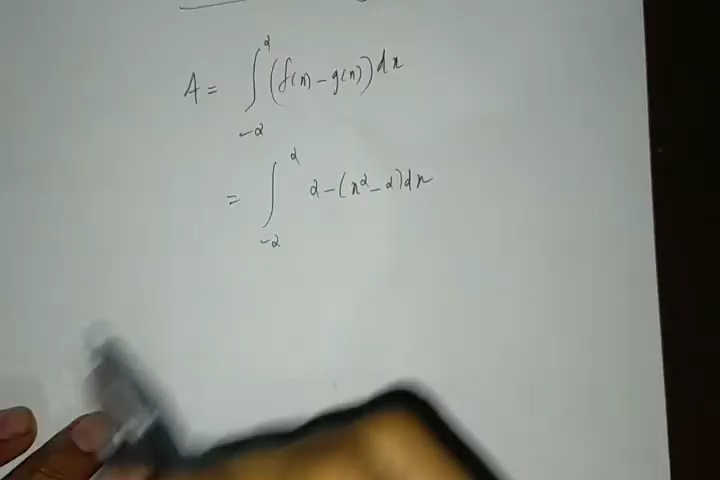 A = ∫_{-2}^{2} (f(x) - g(x)) dx
= ∫_{-2}^{2} 2 - (x² - 2) dx